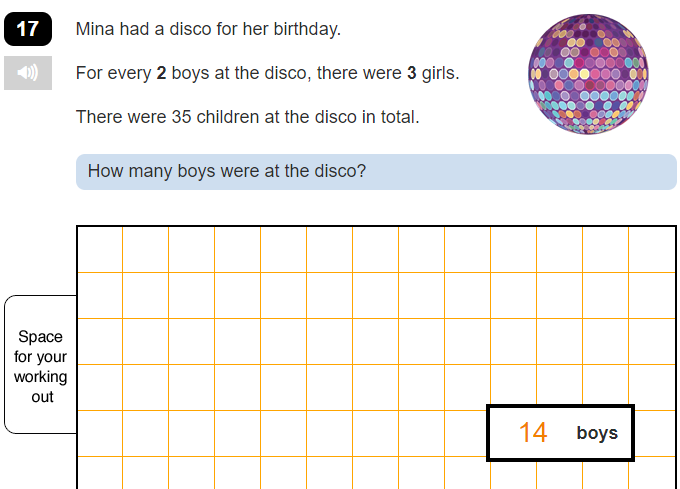 17
Mina had a disco for her birthday.
For every 2 boys at the disco, there were 3 girls.
There were 35 children at the disco in total.
How many boys were at the disco?
Space
for your
working
out
14 boys